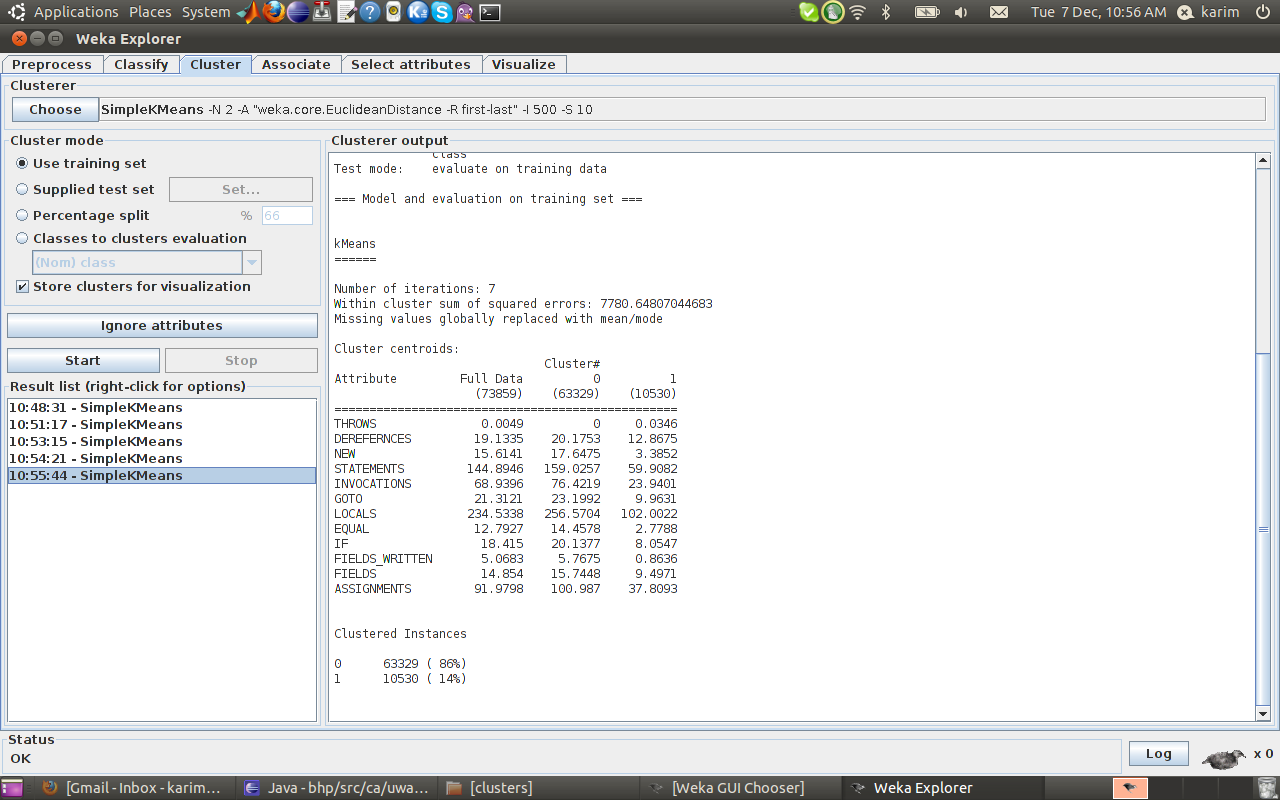 Applications Places System Tue 7 Dec, 10:56 AM karim
Weka Explorer
Preprocess Classify Cluster Associate Select attributes Visualize
Clusterer
Choose SimpleKMeans -N 2 -A "weka.core.EuclideanDistance -R first-last" -I 500 -S 10
Cluster mode
Use training set
Supplied test set Set...
Percentage split % 66
Classes to clusters evaluation
(Nom) class
Store clusters for visualization
Ignore attributes
Start Stop
Result list (right-click for options)
10:48:31 - SimpleKMeans
10:51:17 - SimpleKMeans
10:53:15 - SimpleKMeans
10:54:21 - SimpleKMeans
10:55:44 - SimpleKMeans
Clusterer output
class
Test mode: evaluate on training data
=== Model and evaluation on training set ===
kMeans
======
Number of iterations: 7
Within cluster sum of squared errors: 7780.64807044683
Missing values globally replaced with mean/mode
Cluster centroids:
Cluster#
Attribute Full Data 0 1
(73859) (63329) (10530)
=================================================
THROWS 0.0049 0 0.0346
DEREFERNCES 19.1335 20.1753 12.8675
NEW 15.6141 17.6475 3.3852
STATEMENTS 144.8946 159.0257 59.9082
INVOCATIONS 68.9396 76.4219 23.9401
GOTO 21.3121 23.1992 9.9631
LOCALS 234.5338 256.5704 102.0022
EQUAL 12.7927 14.4578 2.7788
IF 18.415 20.1377 8.0547
FIELDS_WRITTEN 5.0683 5.7675 0.8636
FIELDS 14.854 15.7448 9.4971
ASSIGNMENTS 91.9798 100.987 37.8093
Clustered Instances
0 63329 ( 86%)
1 10530 ( 14%)
Status
OK
Log x 0
[Gmail - Inbox - karim... Java - bhp/src/ca/uwa... [clusters] [Weka GUI Chooser] Weka Explorer